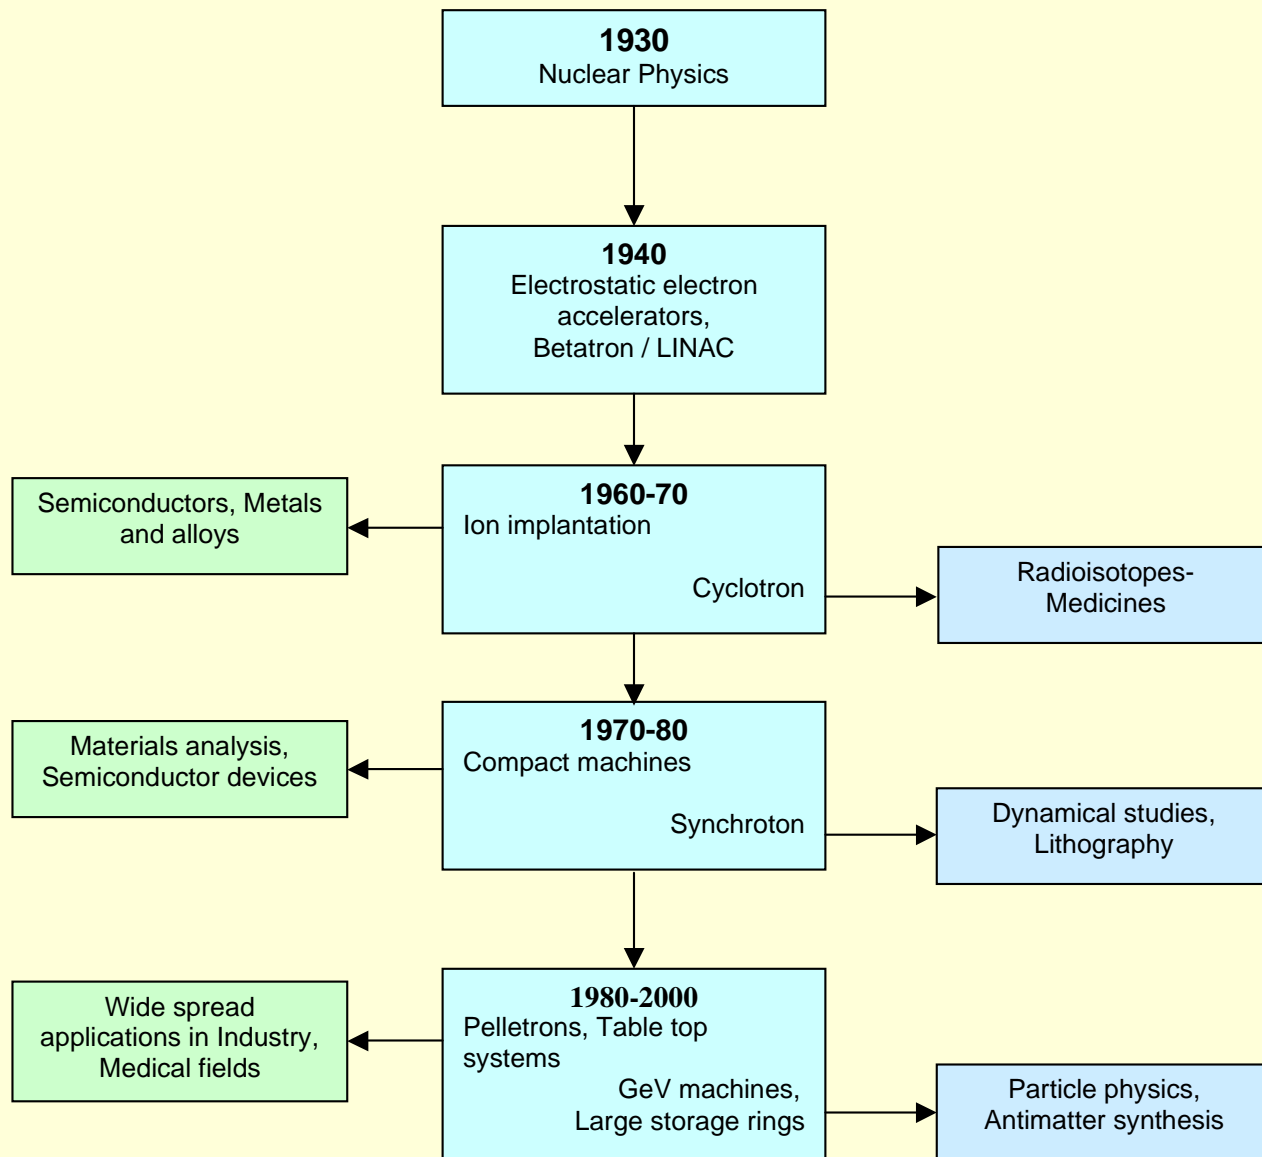 1930
Nuclear Physics
1940
Electrostatic electron
accelerators,
Betatron / LINAC
Semiconductors, Metals
and alloys
1960-70
Ion implantation
Cyclotron
Radioisotopes-
Medicines
Materials analysis,
Semiconductor devices
1970-80
Compact machines
Synchroton
Dynamical studies,
Lithography
Wide spread
applications in Industry,
Medical fields
1980-2000
Pelletrons, Table top
systems
GeV machines,
Large storage rings
Particle physics,
Antimatter synthesis